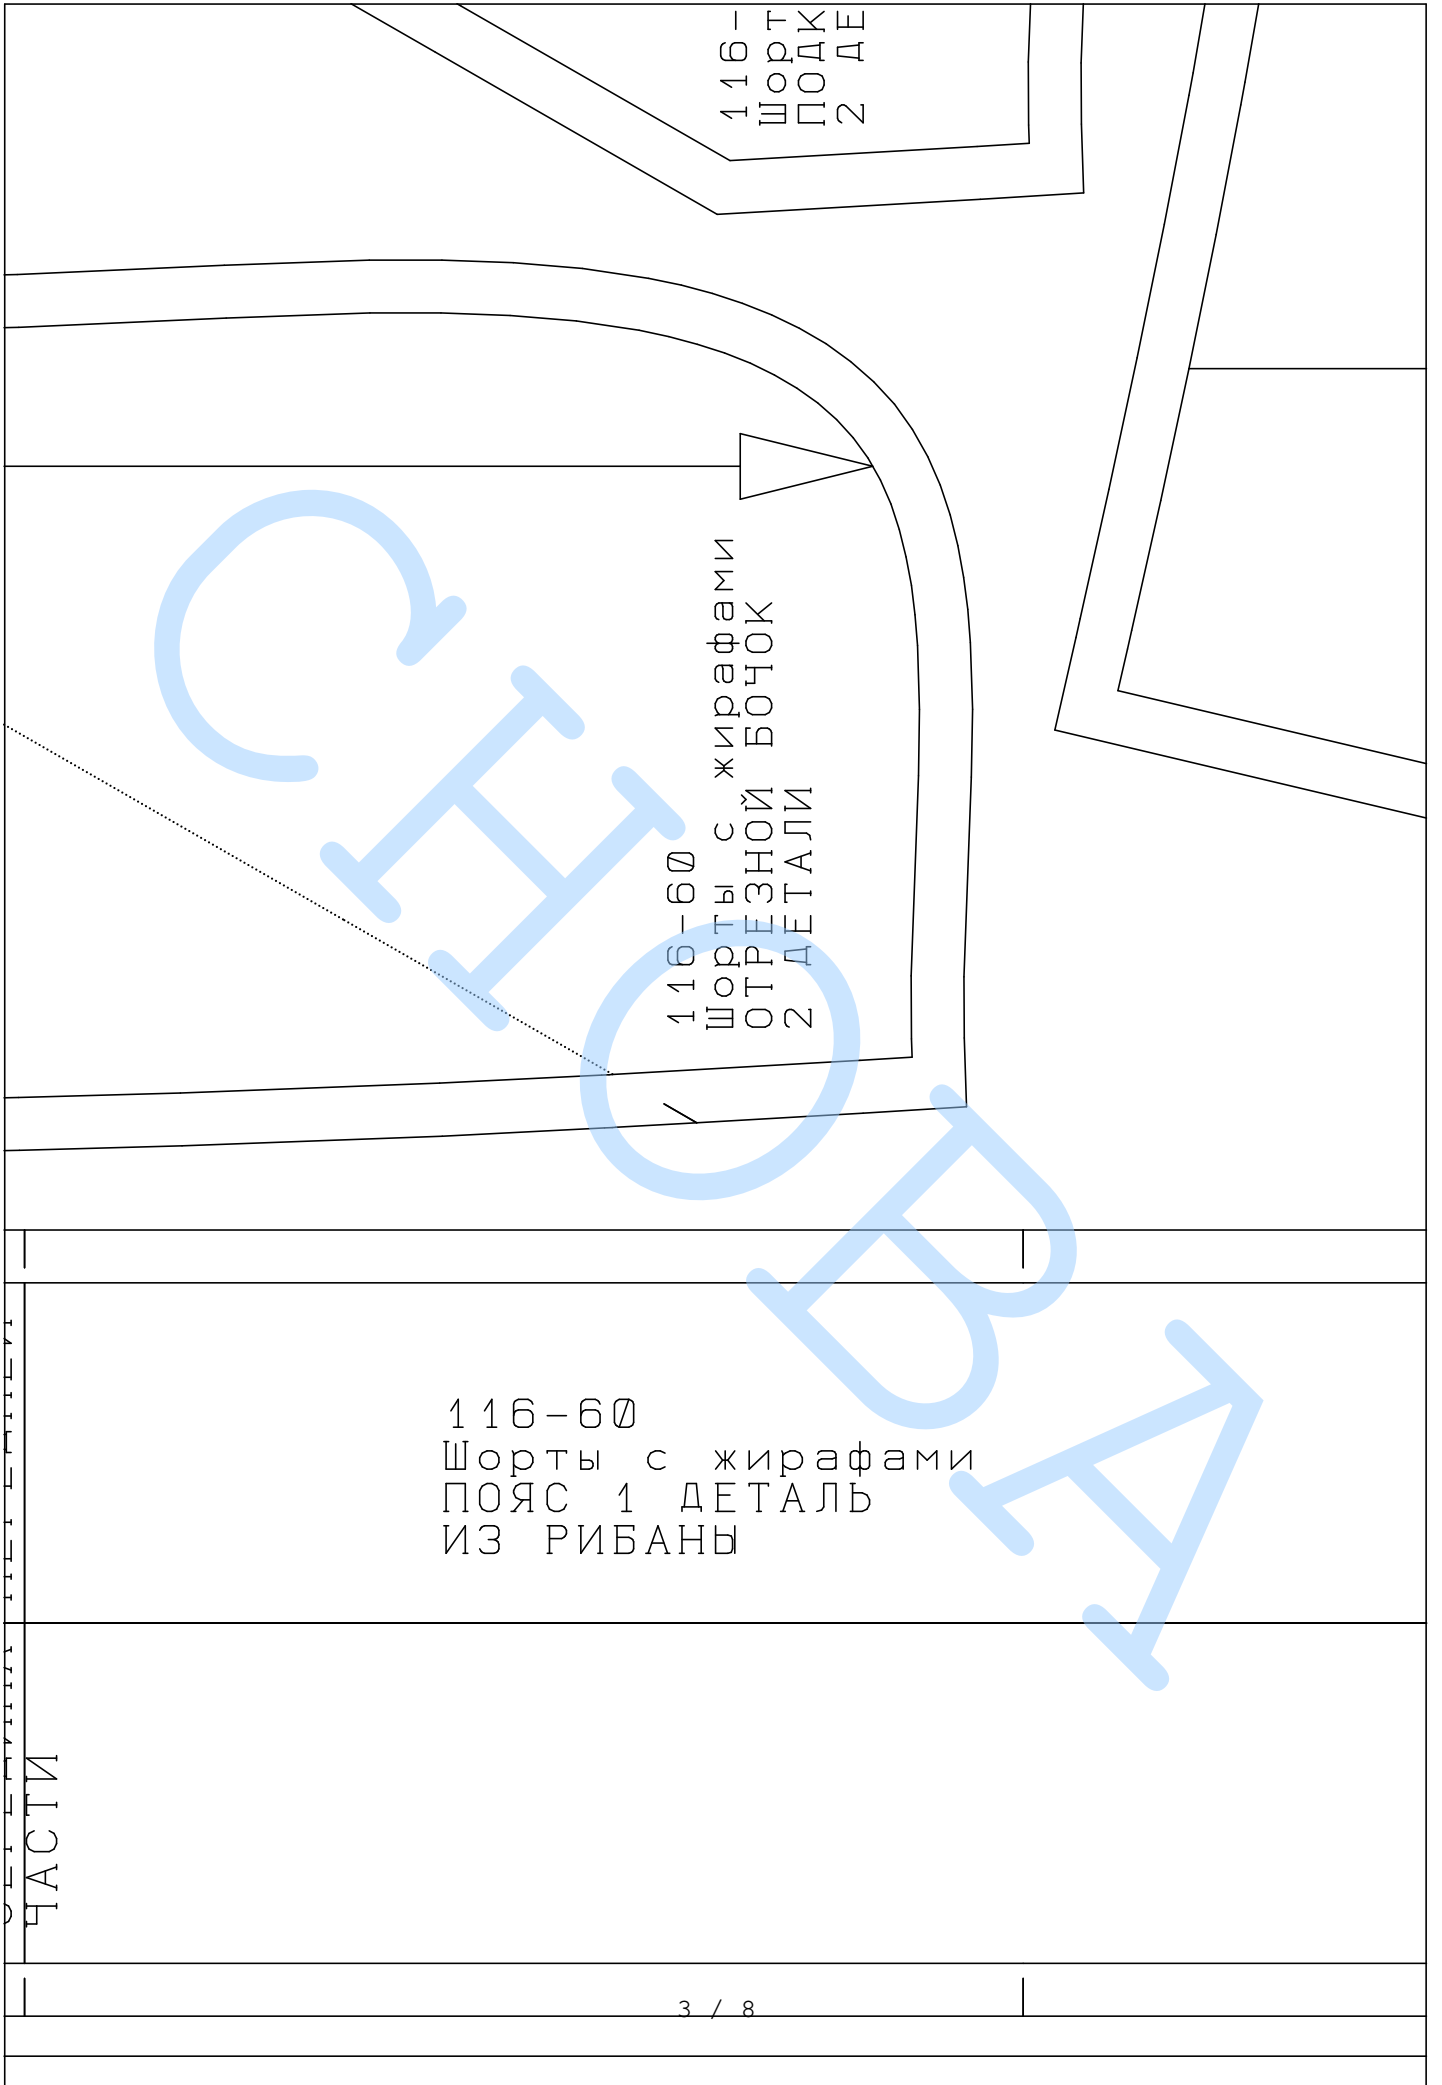 116-
Шорт
ПОДК
2 ДЕ
116-60
Шорты с жирафами
ОТРЕЗНОЙ БОЧОК
2 ДЕТАЛИ
СНОВА
116-60
Шорты с жирафами
ПОЯС 1 ДЕТАЛЬ
ИЗ РИБАНЫ
ЧАСТИ
3 / 8